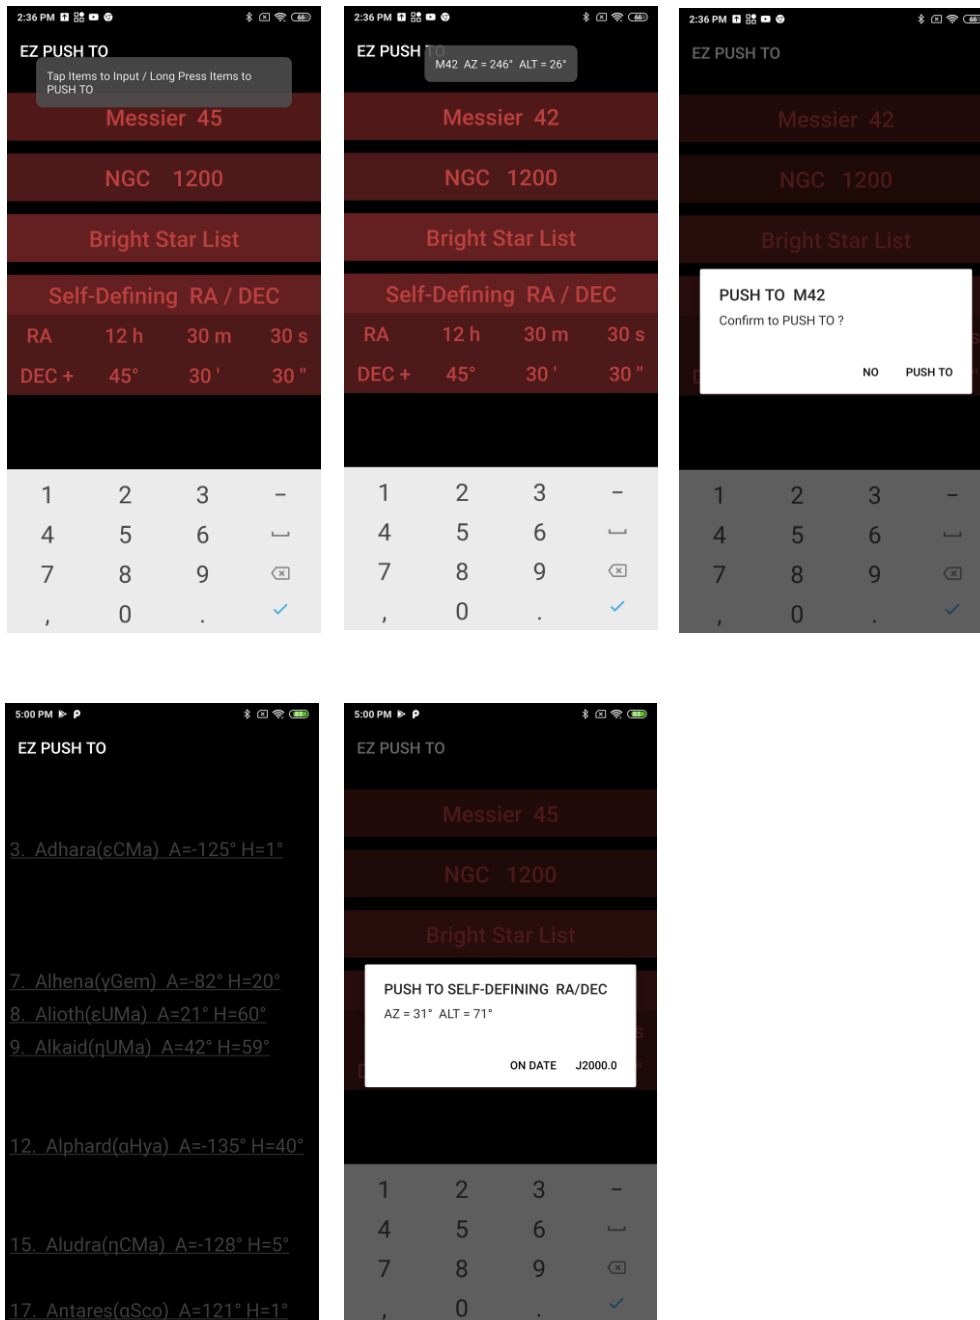 2:36 PM
EZ PUSH TO
Tap Items to Input / Long Press Items to
PUSH TO
Messier 45
NGC 1200
Bright Star List
Self-Defining RA / DEC
RA 12 h 30 m 30 s
DEC + 45° 30 ' 30 "
1 2 3 −
4 5 6
7 8 9
, 0 .
2:36 PM
EZ PUSH TO
M42 AZ = 246° ALT = 26°
Messier 42
NGC 1200
Bright Star List
Self-Defining RA / DEC
RA 12 h 30 m 30 s
DEC + 45° 30 ' 30 "
1 2 3 −
4 5 6
7 8 9
, 0 .
2:36 PM
EZ PUSH TO
Messier 42
NGC 1200
Bright Star List
PUSH TO M42
Confirm to PUSH TO ?
NO PUSH TO
1 2 3 −
4 5 6
7 8 9
, 0 .
5:00 PM
EZ PUSH TO
3. Adhara(εCMa) A=-125° H=1°
7. Alhena(γGem) A=-82° H=20°
8. Alioth(εUMa) A=21° H=60°
9. Alkaid(ηUMa) A=42° H=59°
12. Alphard(αHya) A=-135° H=40°
15. Aludra(ηCMa) A=-128° H=5°
17. Antares(αSco) A=121° H=1°
5:00 PM
EZ PUSH TO
Messier 45
NGC 1200
Bright Star List
PUSH TO SELF-DEFINING RA/DEC
AZ = 31° ALT = 71°
ON DATE J2000.0
1 2 3 −
4 5 6
7 8 9
, 0 .